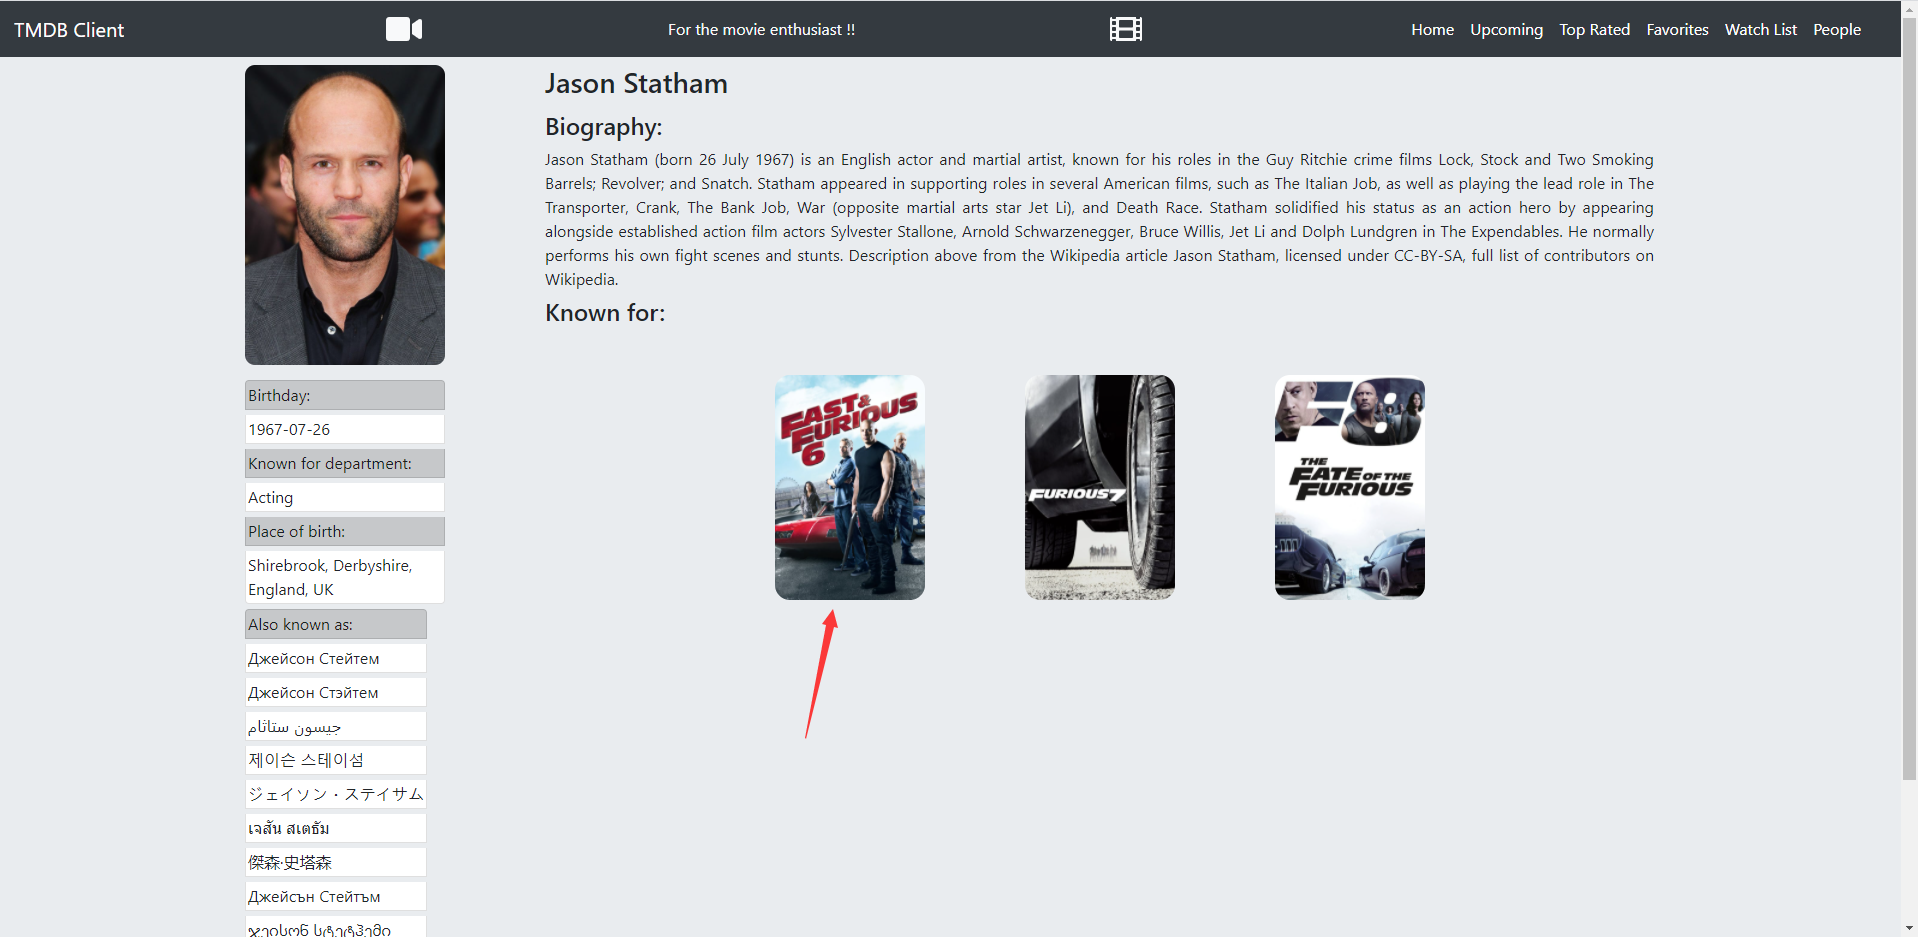 TMDB Client
For the movie enthusiast !!
Home Upcoming Top Rated Favorites Watch List People
Jason Statham
Biography:
Jason Statham (born 26 July 1967) is an English actor and martial artist, known for his roles in the Guy Ritchie crime films Lock, Stock and Two Smoking
Barrels; Revolver; and Snatch. Statham appeared in supporting roles in several American films, such as The Italian Job, as well as playing the lead role in The
Transporter, Crank, The Bank Job, War (opposite martial arts star Jet Li), and Death Race. Statham solidified his status as an action hero by appearing
alongside established action film actors Sylvester Stallone, Arnold Schwarzenegger, Bruce Willis, Jet Li and Dolph Lundgren in The Expendables. He normally
performs his own fight scenes and stunts. Description above from the Wikipedia article Jason Statham, licensed under CC-BY-SA, full list of contributors on
Wikipedia.
Known for:
FAST &
FURIOUS
6
FURIOUS 7
F8
THE
FATE OF THE
FURIOUS
Birthday:
1967-07-26
Known for department:
Acting
Place of birth:
Shirebrook, Derbyshire,
England, UK
Also known as:
Джейсон Стейтем
Джейсон Стэйтем
جيسون ستاثام
제이슨 스테이섬
ジェイソン・ステイサム
เจสัน สเตธัม
傑森·史塔森
Джейсън Стейтъм
ჯეისონ სტეტჰემი